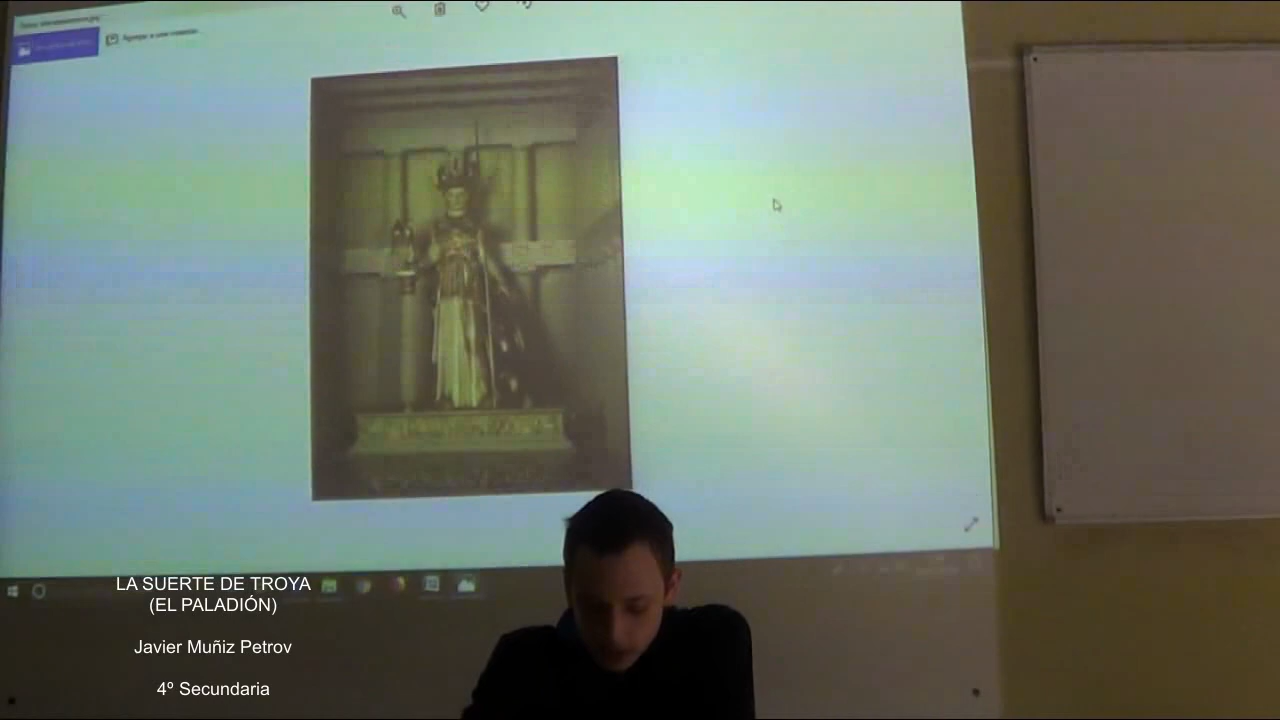 LA SUERTE DE TROYA
(EL PALADIÓN)
Javier Muñiz Petrov
4º Secundaria